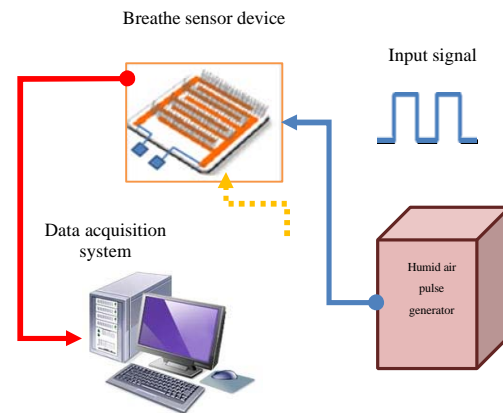 Breathe sensor device
Input signal
Data acquisition
system
Humid air
pulse
generator